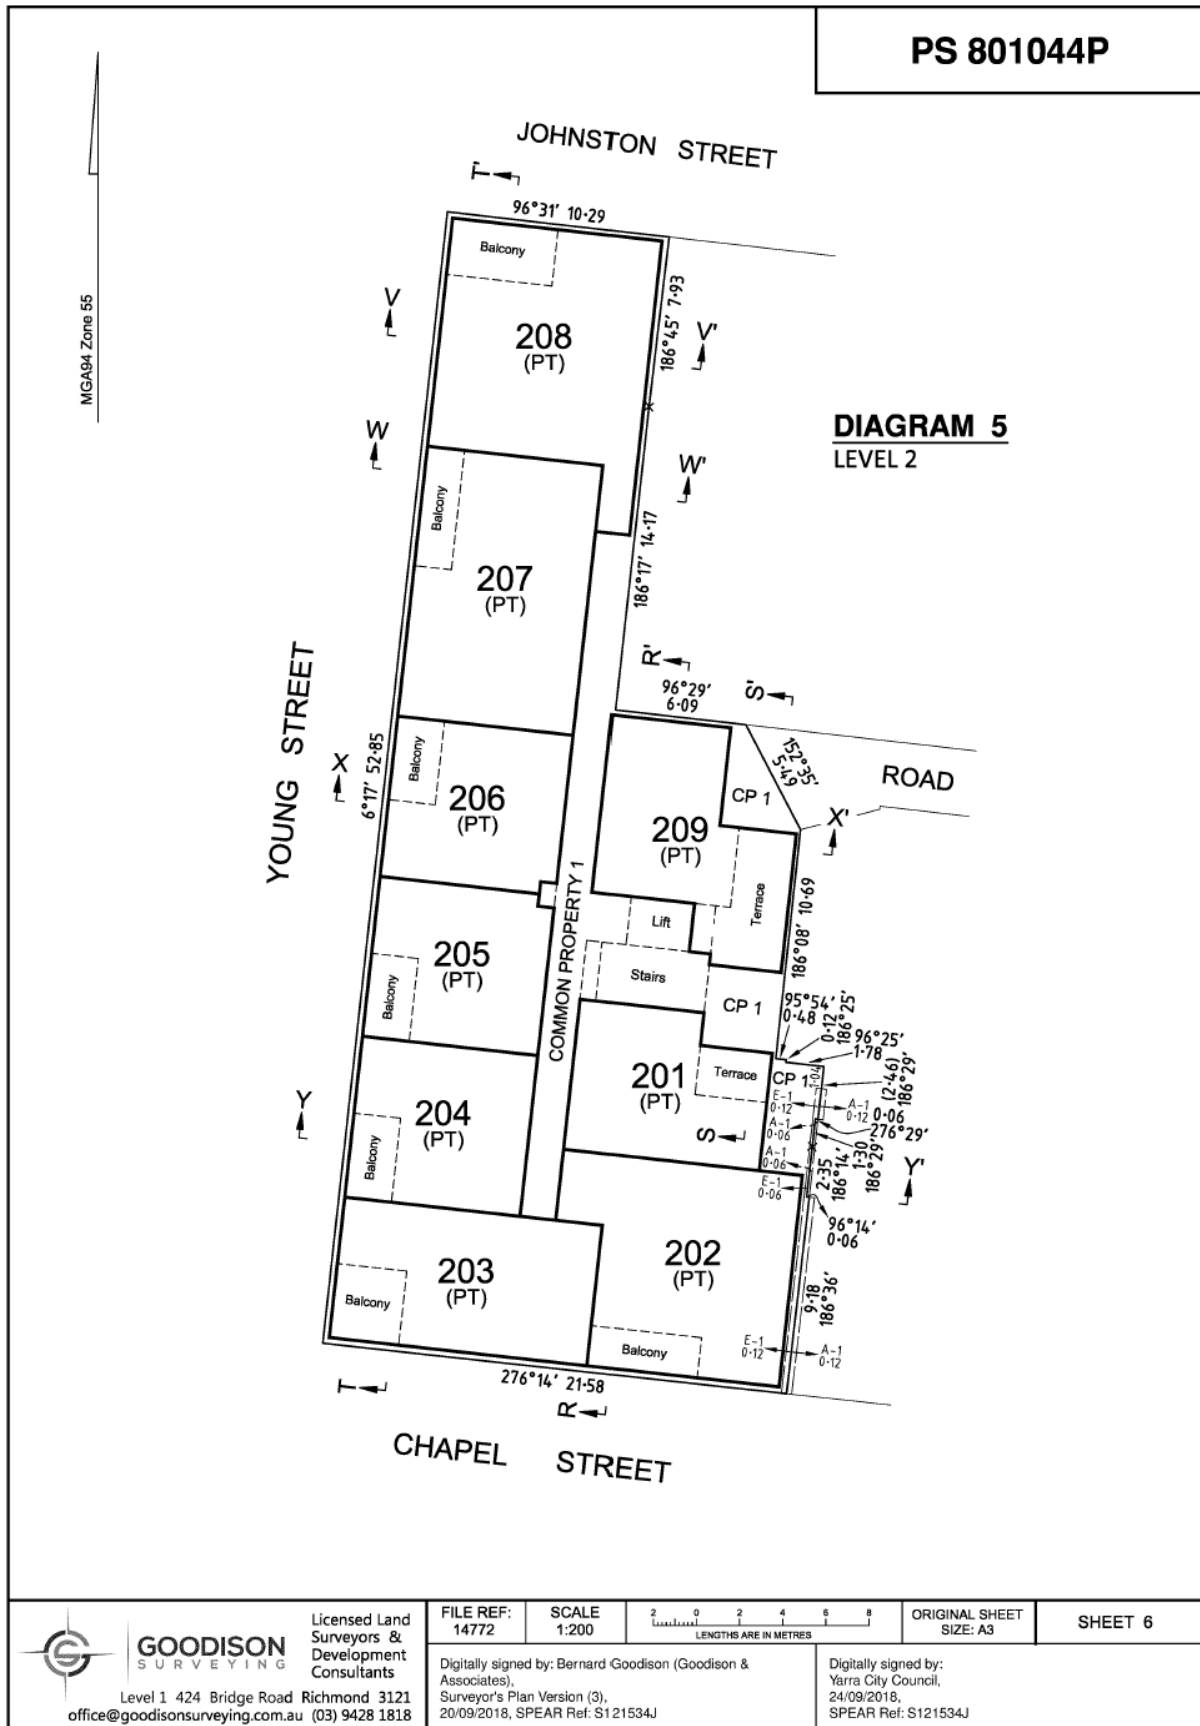 PS 801044P
MGA94 Zone 55
JOHNSTON STREET
T'
96°31' 10·29
Balcony
208
(PT)
V
V'
186°45' 7·93
W
W'
DIAGRAM 5
LEVEL 2
Balcony
207
(PT)
186°17' 14·17
YOUNG STREET
6°17' 52·85
R'
S'
96°29'
6·09
152°35'
5·49
ROAD
X
X'
Balcony
206
(PT)
CP 1
209
(PT)
Terrace
186°08' 10·69
COMMON PROPERTY 1
Lift
Stairs
CP 1
205
(PT)
Balcony
95°54'
0·48
0·12
186°25'
96°25'
1·78
(2·46)
186°29'
201
(PT)
Terrace
CP 1
1·04
E-1
0·12
A-1
0·12
0·06
276°29'
A-1
0·06
1·30
186°29'
A-1
0·06
2·35
186°14'
E-1
0·06
S
Y
Y'
204
(PT)
Balcony
96°14'
0·06
202
(PT)
203
(PT)
Balcony
Balcony
9·18
186°36'
E-1
0·12
A-1
0·12
T
276°14' 21·58
R
CHAPEL STREET
GOODISON
SURVEYING
Licensed Land
Surveyors &
Development
Consultants
Level 1 424 Bridge Road Richmond 3121
office@goodisonsurveying.com.au (03) 9428 1818
FILE REF:
14772
SCALE
1:200
2 0 2 4 6 8
LENGTHS ARE IN METRES
ORIGINAL SHEET
SIZE: A3
SHEET 6
Digitally signed by: Bernard Goodison (Goodison &
Associates),
Surveyor's Plan Version (3),
20/09/2018, SPEAR Ref: S121534J
Digitally signed by:
Yarra City Council,
24/09/2018,
SPEAR Ref: S121534J